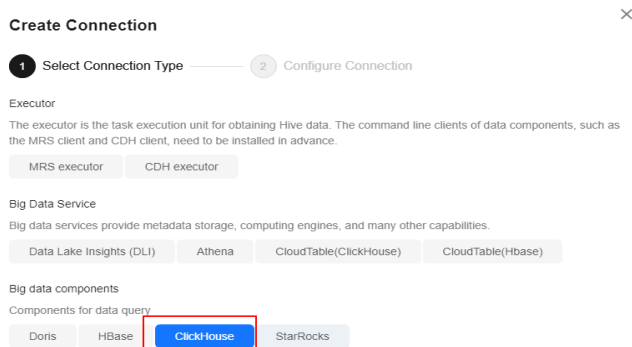 Create Connection
1 Select Connection Type 2 Configure Connection
Executor
The executor is the task execution unit for obtaining Hive data. The command line clients of data components, such as
the MRS client and CDH client, need to be installed in advance.
MRS executor CDH executor
Big Data Service
Big data services provide metadata storage, computing engines, and many other capabilities.
Data Lake Insights (DLI) Athena CloudTable(ClickHouse) CloudTable(Hbase)
Big data components
Components for data query
Doris HBase ClickHouse StarRocks